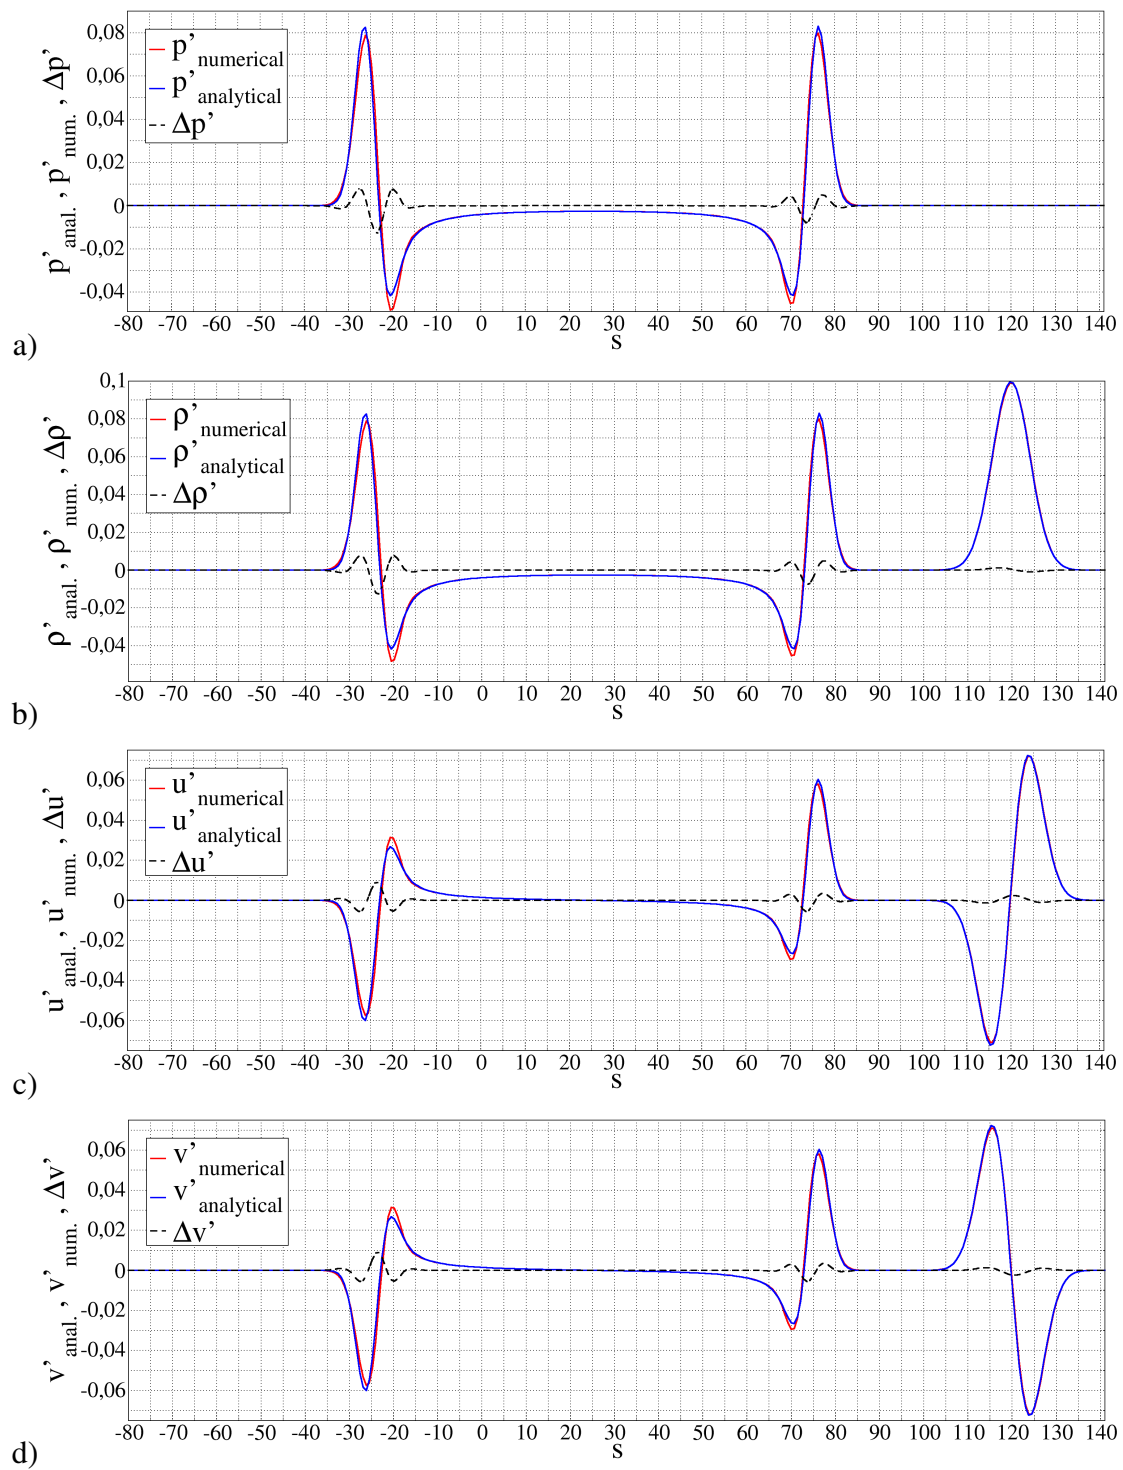 0,08
0,06
0,04
0,02
0
-0,02
-0,04
p'anal. , p'num. , Δp'
p'numerical
p'analytical
Δp'
-80 -70 -60 -50 -40 -30 -20 -10 0 10 20 30 40 50 60 70 80 90 100 110 120 130 140
s
a)
0,1
0,08
0,06
0,04
0,02
0
-0,02
-0,04
ρ'anal. , ρ'num. , Δρ'
ρ'numerical
ρ'analytical
Δρ'
-80 -70 -60 -50 -40 -30 -20 -10 0 10 20 30 40 50 60 70 80 90 100 110 120 130 140
s
b)
0,06
0,04
0,02
0
-0,02
-0,04
-0,06
u'anal. , u'num. , Δu'
u'numerical
u'analytical
Δu'
-80 -70 -60 -50 -40 -30 -20 -10 0 10 20 30 40 50 60 70 80 90 100 110 120 130 140
s
c)
0,06
0,04
0,02
0
-0,02
-0,04
-0,06
v'anal. , v'num. , Δv'
v'numerical
v'analytical
Δv'
-80 -70 -60 -50 -40 -30 -20 -10 0 10 20 30 40 50 60 70 80 90 100 110 120 130 140
s
d)